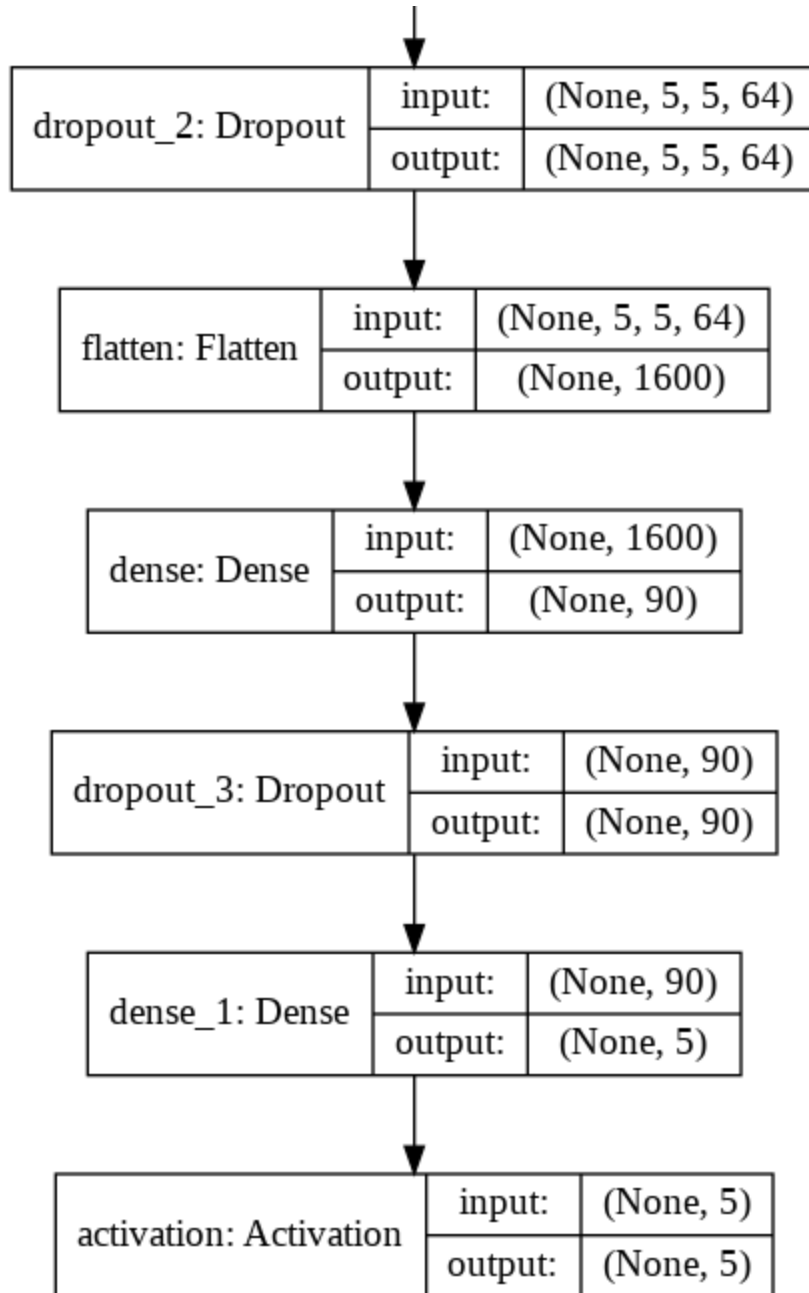 dropout_2: Dropout
input: (None, 5, 5, 64)
output: (None, 5, 5, 64)
flatten: Flatten
input: (None, 5, 5, 64)
output: (None, 1600)
dense: Dense
input: (None, 1600)
output: (None, 90)
dropout_3: Dropout
input: (None, 90)
output: (None, 90)
dense_1: Dense
input: (None, 90)
output: (None, 5)
activation: Activation
input: (None, 5)
output: (None, 5)